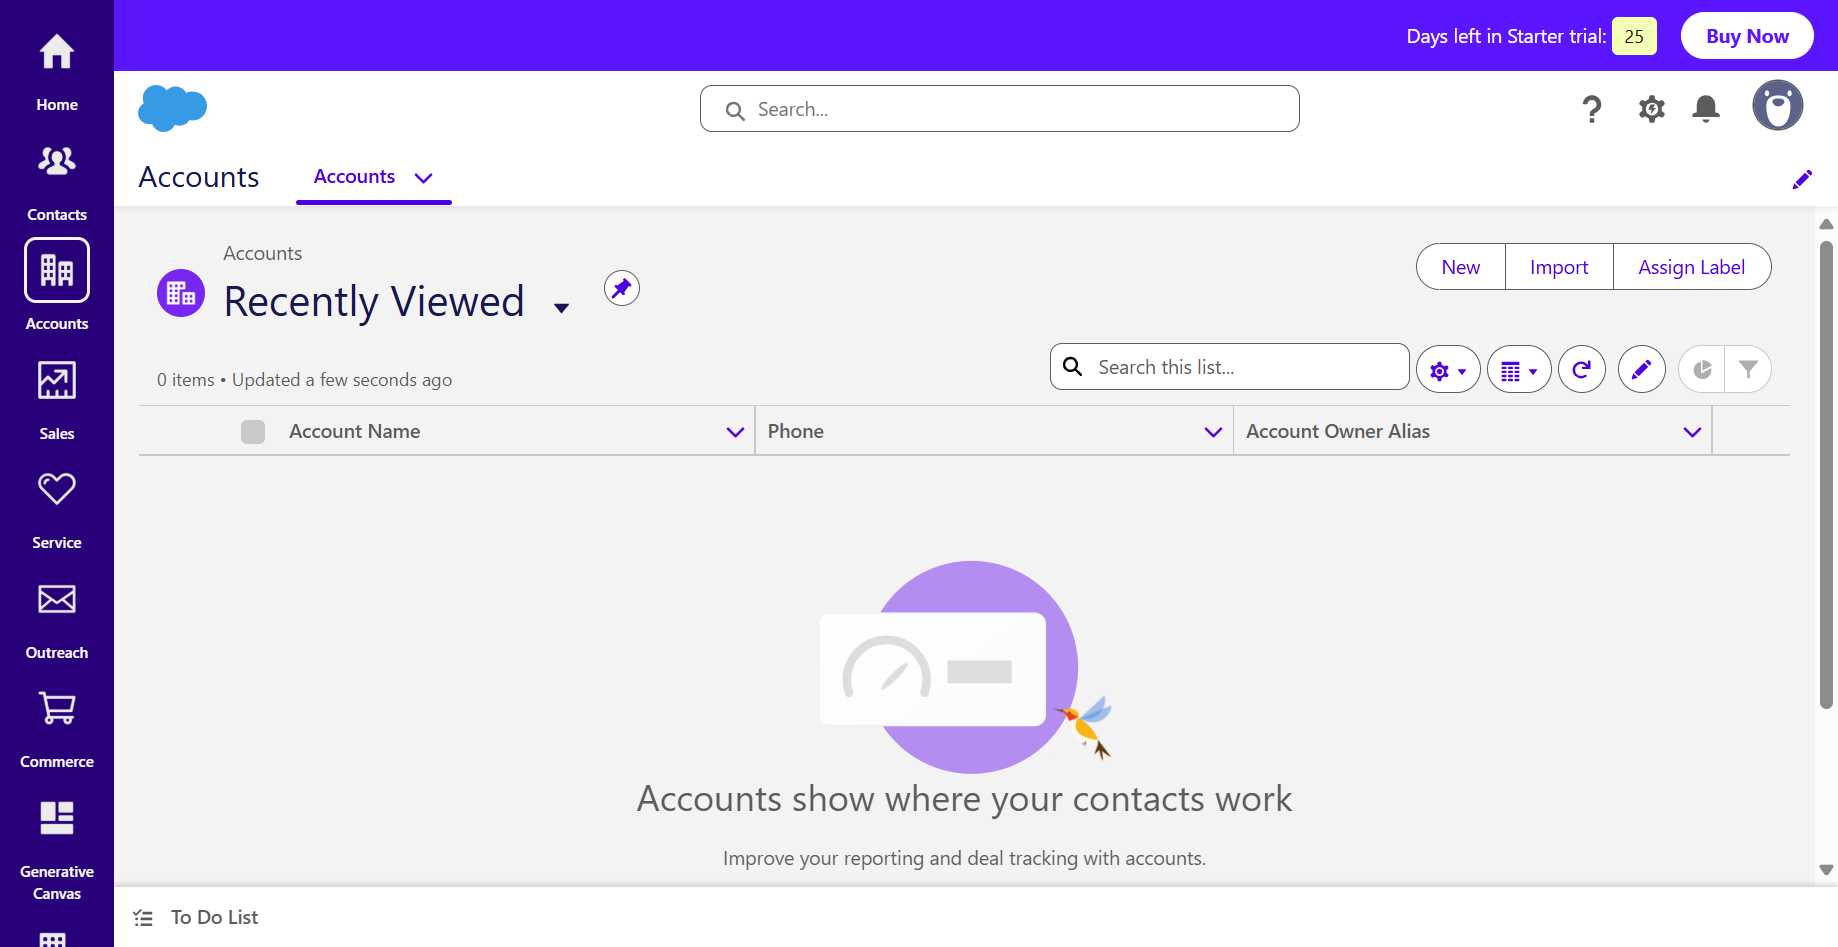 Days left in Starter trial: 25
Buy Now
Home
Contacts
Accounts
Sales
Service
Outreach
Commerce
Generative
Canvas
Search...
Accounts
Accounts
Accounts
Recently Viewed
New
Import
Assign Label
0 items • Updated a few seconds ago
Search this list...
Account Name
Phone
Account Owner Alias
Accounts show where your contacts work
Improve your reporting and deal tracking with accounts.
To Do List